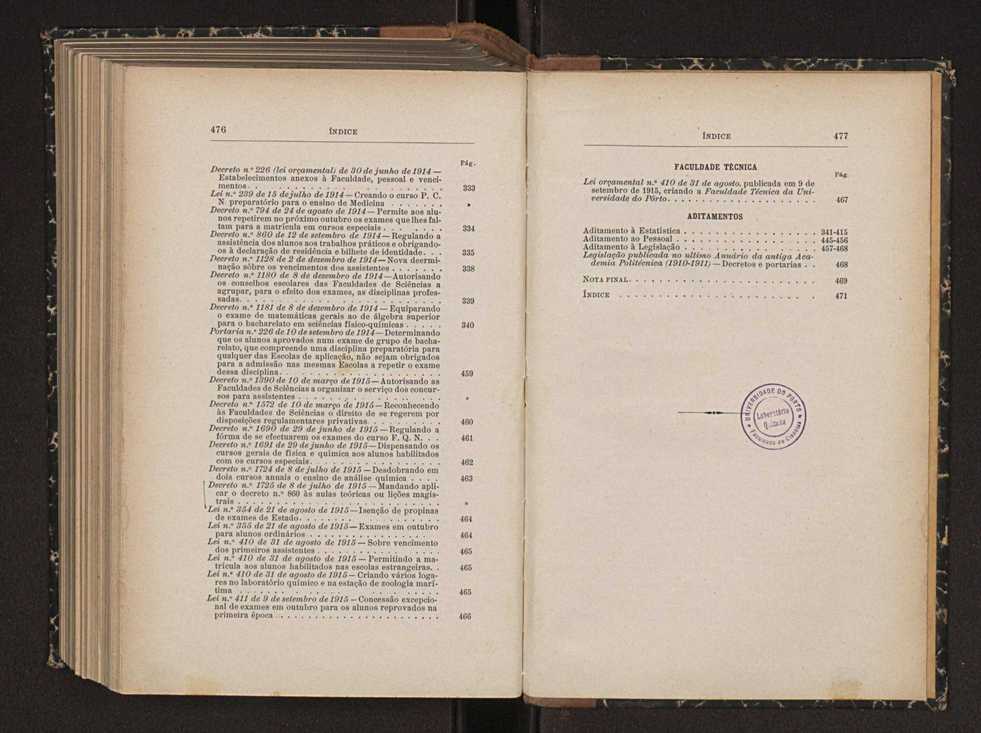 476
ÍNDICE
Pág.
Decreto n.º 226 (lei orçamental) de 30 de junho de 1914 —
Estabelecimentos anexos à Faculdade, pessoal e venci-
mentos. . . . . . . . . . . . . . . . . . . . 333
Lei n.º 239 de 15 de julho de 1914 — Creando o curso P. C.
N. preparatório para o ensino de Medicina . . . . . . . »
Decreto n.º 794 de 24 de agosto de 1914 — Permite aos alu-
nos repetirem no próximo outubro os exames que lhes fal-
tam para a matrícula em cursos especiais . . . . . . . 334
Decreto n.º 860 de 12 de setembro de 1914 — Regulando a
assistência dos alunos nos trabalhos práticos e obrigando-
os à declaração de residência e bilhete de identidade. . . 335
Decreto n.º 1128 de 2 de dezembro de 1914 — Nova deermi-
nação sôbre os vencimentos dos assistentes . . . . . . . 338
Decreto n.º 1180 de 8 de dezembro de 1914 — Autorisando
os conselhos escolares das Faculdades de Sciências a
agrupar, para o efeito dos exames, as disciplinas profes-
sadas. . . . . . . . . . . . . . . . . . . . 339
Decreto n.º 1181 de 8 de dezembro de 1914 — Equiparando
o exame de matemáticas gerais ao de álgebra superior
para o bacharelato em sciências físico-químicas . . . . . 340
Portaria n.º 226 de 10 de setembro de 1914 — Determinando
que os alunos aprovados num exame de grupo de bacha-
relato, que compreende uma disciplina preparatória para
qualquer das Escolas de aplicação, não sejam obrigados
para a admissão nas mesmas Escolas a repetir o exame
dessa disciplina. . . . . . . . . . . . . . . . . . 459
Decreto n.º 1390 de 10 de março de 1915 — Autorisando as
Faculdades de Sciências a organizar o serviço dos concur-
sos para assistentes . . . . . . . . . . . . . . . . »
Decreto n.º 1572 de 10 de março de 1915 — Reconhecendo
às Faculdades de Sciências o direito de se regerem por
disposições regulamentares privativas. . . . . . . . . 460
Decreto n.º 1690 de 29 de junho de 1915 — Regulando a
fórma de se efectuarem os exames do curso F. Q. N. . . 461
Decreto n.º 1691 de 29 de junho de 1915 — Dispensando os
cursos gerais de física e química aos alunos habilitados
com os cursos especiais. . . . . . . . . . . . . . . 462
Decreto n.º 1724 de 8 de julho de 1915 — Desdobrando em
dois cursos anuais o ensino de análise química . . . . 463
Decreto n.º 1725 de 8 de julho de 1915 — Mandando apli-
car o decreto n.º 860 às aulas teóricas ou lições magis-
trais . . . . . . . . . . . . . . . . . . . . »
Lei n.º 354 de 21 de agosto de 1915 — Isenção de propinas
de exames de Estado. . . . . . . . . . . . . . . . 464
Lei n.º 355 de 21 de agosto de 1915 — Exames em outubro
para alunos ordinários . . . . . . . . . . . . . . . 464
Lei n.º 410 de 31 de agosto de 1915 — Sobre vencimento
dos primeiros assistentes . . . . . . . . . . . . . . 465
Lei n.º 410 de 31 de agosto de 1915 — Permitindo a ma-
trícula aos alunos habilitados nas escolas estrangeiras. . 465
Lei n.º 410 de 31 de agosto de 1915 — Criando vários loga-
res no laboratório químico e na estação de zoologia marí-
tima . . . . . . . . . . . . . . . . . . . . 465
Lei n.º 411 de 9 de setembro de 1915 — Concessão excepcio-
nal de exames em outubro para os alunos reprovados na
primeira época . . . . . . . . . . . . . . . . . . 466
ÍNDICE
477
FACULDADE TÉCNICA
Pág.
Lei orçamental n.º 410 de 31 de agosto, publicada em 9 de
setembro de 1915, criando a Faculdade Técnica da Uni-
versidade do Pôrto. . . . . . . . . . . . . . . . . 467
ADITAMENTOS
Aditamento à Estatística . . . . . . . . . . . . . . 341-415
Aditamento ao Pessoal . . . . . . . . . . . . . . . 445-456
Aditamento à Legislação . . . . . . . . . . . . . . 457-468
Legislação publicada no ultimo Anuário da antiga Aca-
demia Politécnica (1910-1911) — Decretos e portarias . . 468
NOTA FINAL. . . . . . . . . . . . . . . . . . . . 469
ÍNDICE . . . . . . . . . . . . . . . . . . . . 471
UNIVERSIDADE DO PORTO
Laboratório
Química
Faculdade de Ciências